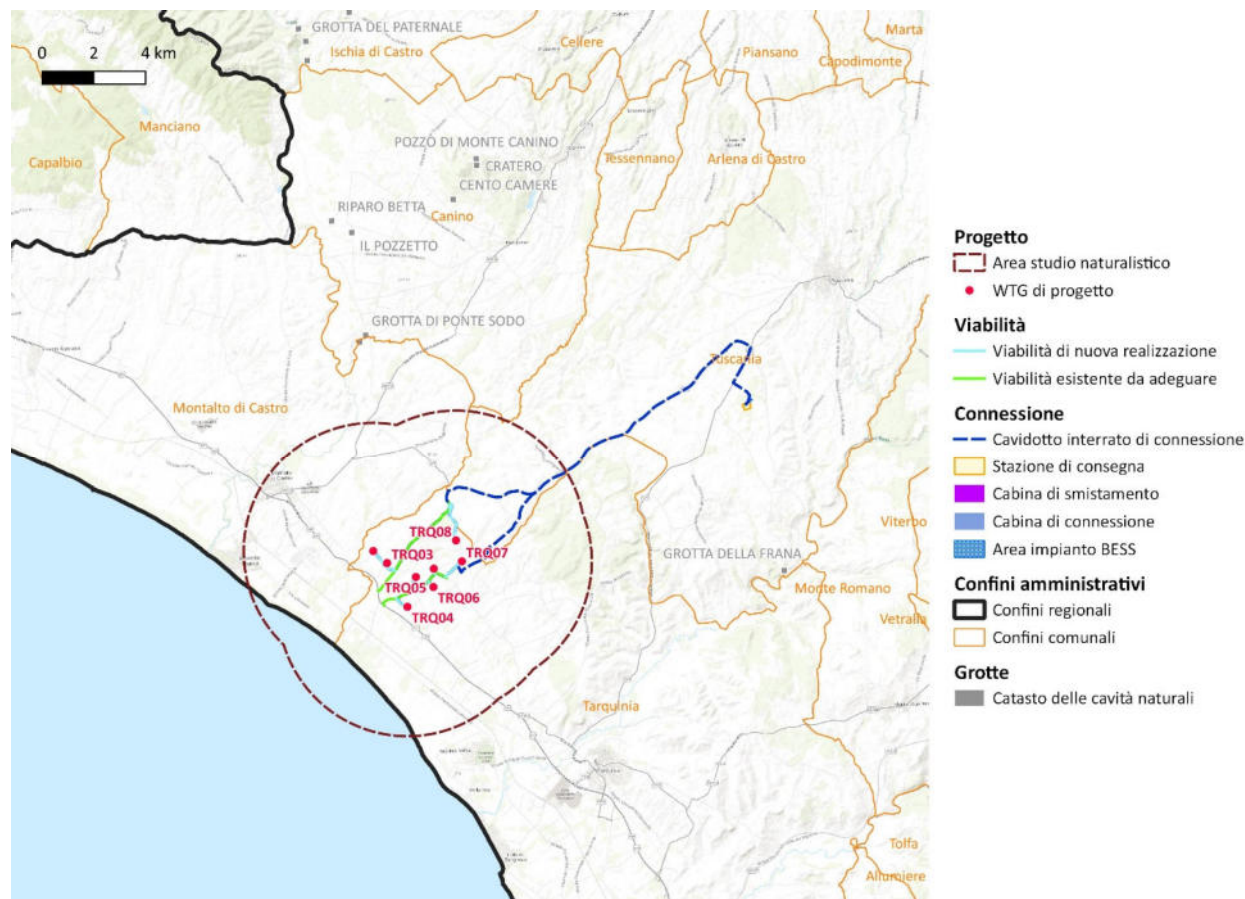 GROTTA DEL PATERNALE
Ischia di Castro
Cellere
Piansano
Marta
Capodimonte
0 2 4 km
Manciano
Capalbio
POZZO DI MONTE CANINO
CRATERO
CENTO CAMERE
Tessennano
Arlena di Castro
RIPARO BETTA
Canino
IL POZZETTO
GROTTA DI PONTE SODO
Tuscania
Montalto di Castro
TRQ08
TRQ03
TRQ07
TRQ05
TRQ06
TRQ04
GROTTA DELLA FRANA
Viterbo
Monte Romano
Vetralla
Tarquinia
Tolfa
Allumiere
Progetto
Area studio naturalistico
WTG di progetto
Viabilità
Viabilità di nuova realizzazione
Viabilità esistente da adeguare
Connessione
Cavidotto interrato di connessione
Stazione di consegna
Cabina di smistamento
Cabina di connessione
Area impianto BESS
Confini amministrativi
Confini regionali
Confini comunali
Grotte
Catasto delle cavità naturali